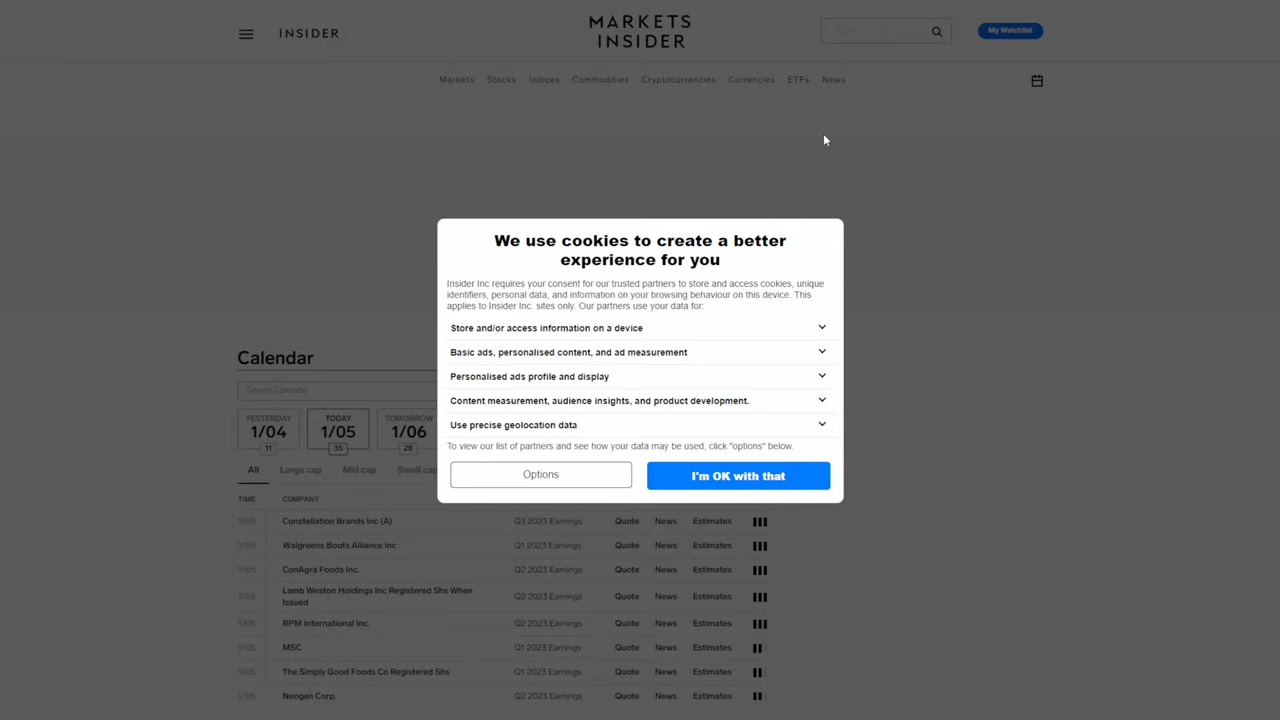 INSIDER
MARKETS
INSIDER
My Watchlist
Markets Stocks Indices Commodities Cryptocurrencies Currencies ETFs News
We use cookies to create a better
experience for you
Insider Inc requires your consent for our trusted partners to store and access cookies, unique
identifiers, personal data, and information on your browsing behaviour on this device. This
applies to Insider Inc. sites only. Our partners use your data for:
Store and/or access information on a device
Basic ads, personalised content, and ad measurement
Personalised ads profile and display
Content measurement, audience insights, and product development.
Use precise geolocation data
To view our list of partners and see how your data may be used, click "options" below.
Options I'm OK with that
Calendar
Search Calendar
YESTERDAY TODAY TOMORROW
1/04 1/05 1/06
11 35 28
All Large cap Mid cap Small cap
TIME COMPANY
1/05 Constellation Brands Inc (A) Q3 2023 Earnings Quote News Estimates
1/05 Walgreens Boots Alliance Inc Q1 2023 Earnings Quote News Estimates
1/05 ConAgra Foods Inc. Q2 2023 Earnings Quote News Estimates
1/05 Lamb Weston Holdings Inc Registered Shs When
Issued Q2 2023 Earnings Quote News Estimates
1/05 RPM International Inc. Q2 2023 Earnings Quote News Estimates
1/05 MSC Q1 2023 Earnings Quote News Estimates
1/05 The Simply Good Foods Co Registered Shs Q1 2023 Earnings Quote News Estimates
1/05 Neogen Corp. Q2 2023 Earnings Quote News Estimates